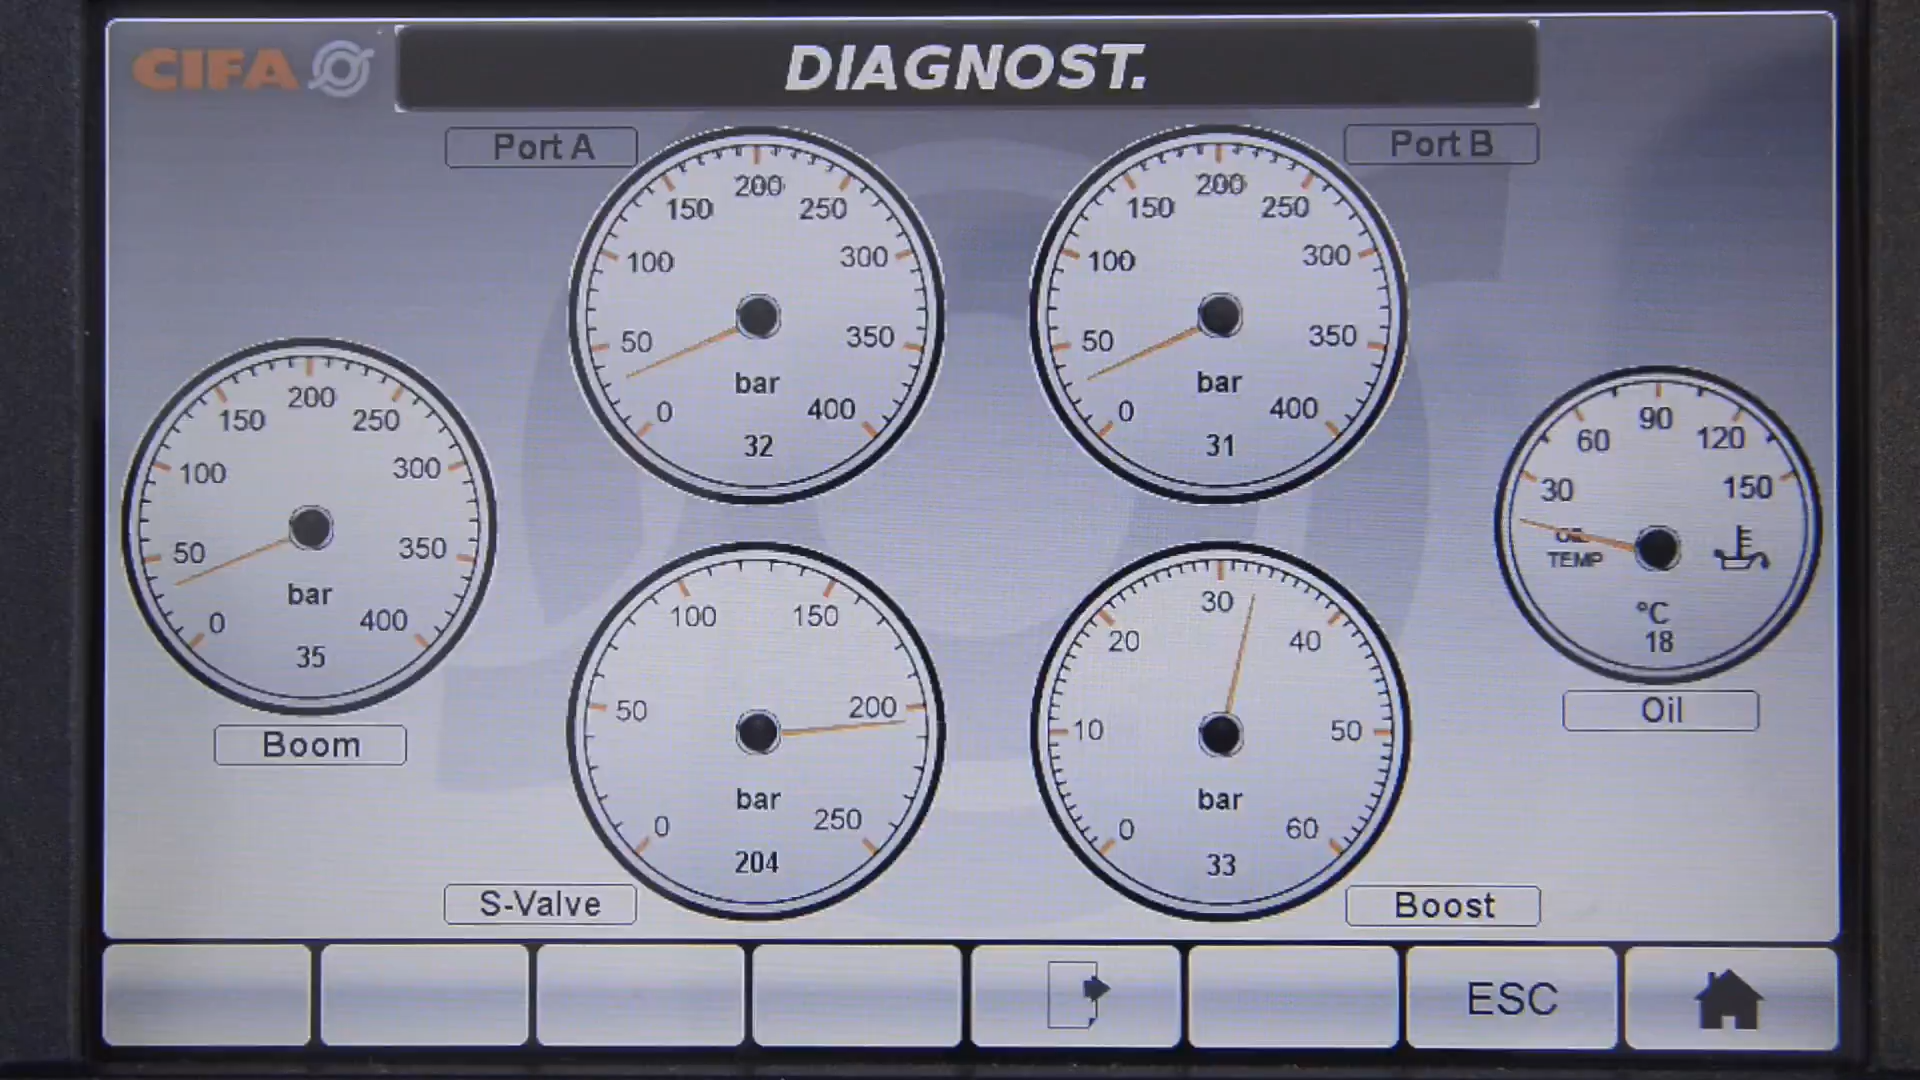 CIFA
DIAGNOST.
Port A
0 50 100 150 200 250 300 350 400
bar
32
Port B
0 50 100 150 200 250 300 350 400
bar
31
Boom
0 50 100 150 200 250 300 350 400
bar
35
S-Valve
0 50 100 150 200 250
bar
204
Boost
0 10 20 30 40 50 60
bar
33
30 60 90 120 150
OIL
TEMP
°C
18
Oil
ESC